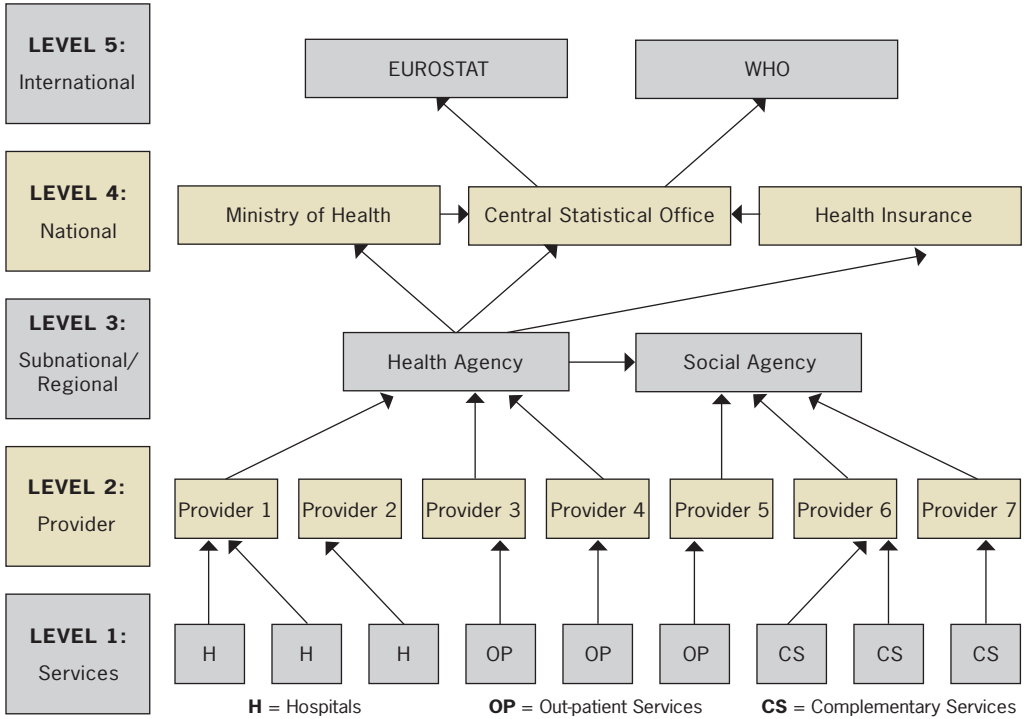 LEVEL 5:
International
EUROSTAT
WHO
LEVEL 4:
National
Ministry of Health
Central Statistical Office
Health Insurance
LEVEL 3:
Subnational/
Regional
Health Agency
Social Agency
LEVEL 2:
Provider
Provider 1
Provider 2
Provider 3
Provider 4
Provider 5
Provider 6
Provider 7
LEVEL 1:
Services
H
H
H
OP
OP
OP
CS
CS
CS
H = Hospitals
OP = Out-patient Services
CS = Complementary Services